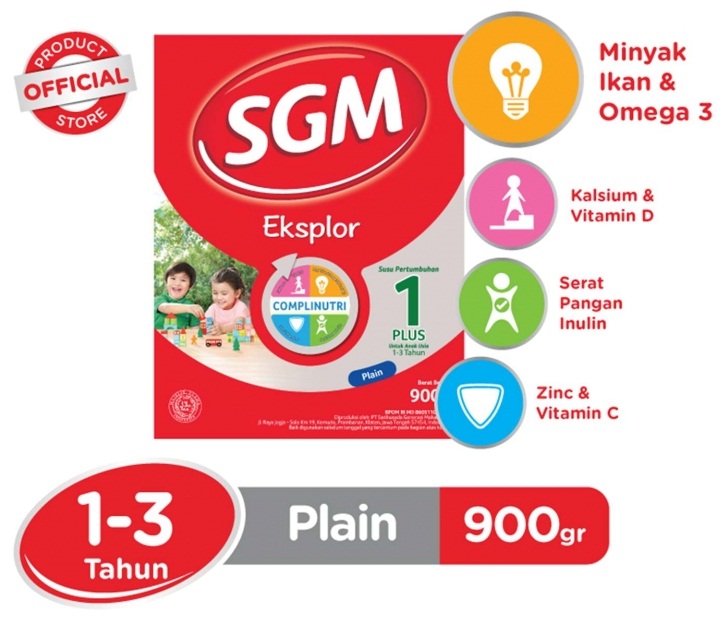 PRODUCT
OFFICIAL
STORE
SGM
Eksplor
COMPLINUTRI
Susu Pertumbuhan
1
PLUS
Untuk Anak Usia
1-3 Tahun
Plain
900
Minyak
Ikan &
Omega 3
Kalsium &
Vitamin D
Serat
Pangan
Inulin
Zinc &
Vitamin C
1-3
Tahun
Plain
900gr